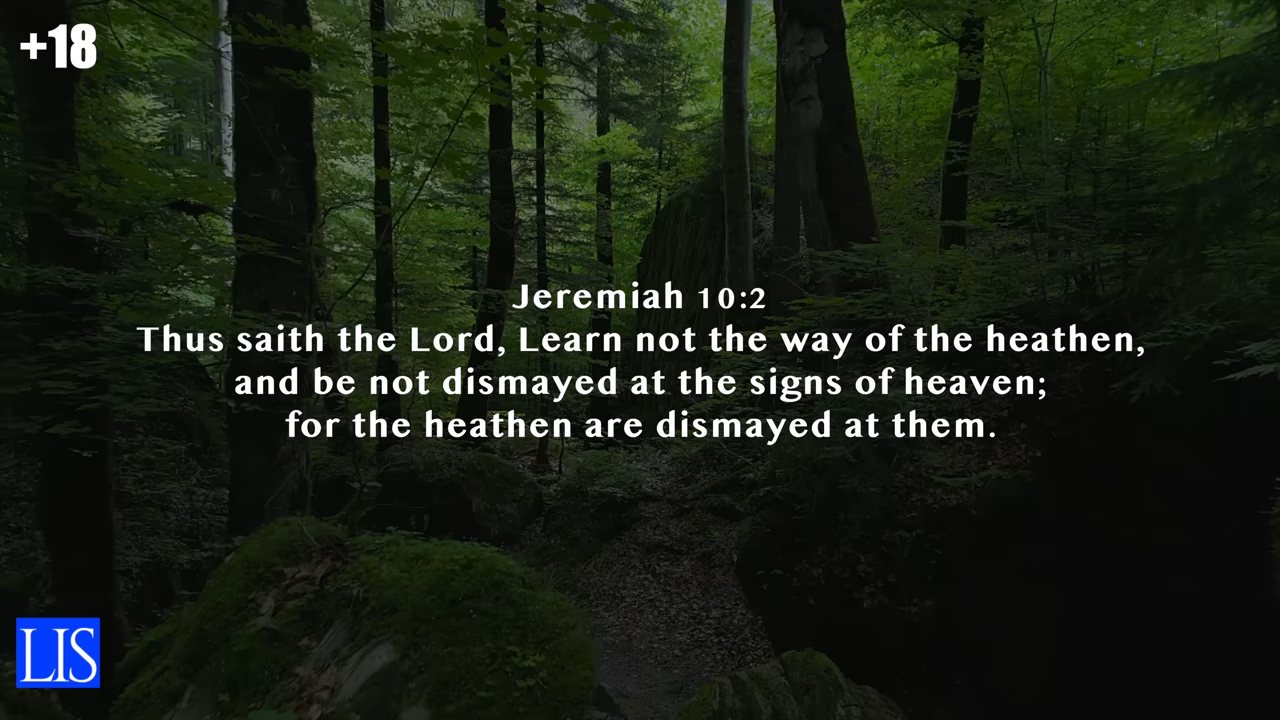 +18
Jeremiah 10:2
Thus saith the Lord, Learn not the way of the heathen,
and be not dismayed at the signs of heaven;
for the heathen are dismayed at them.
LIS